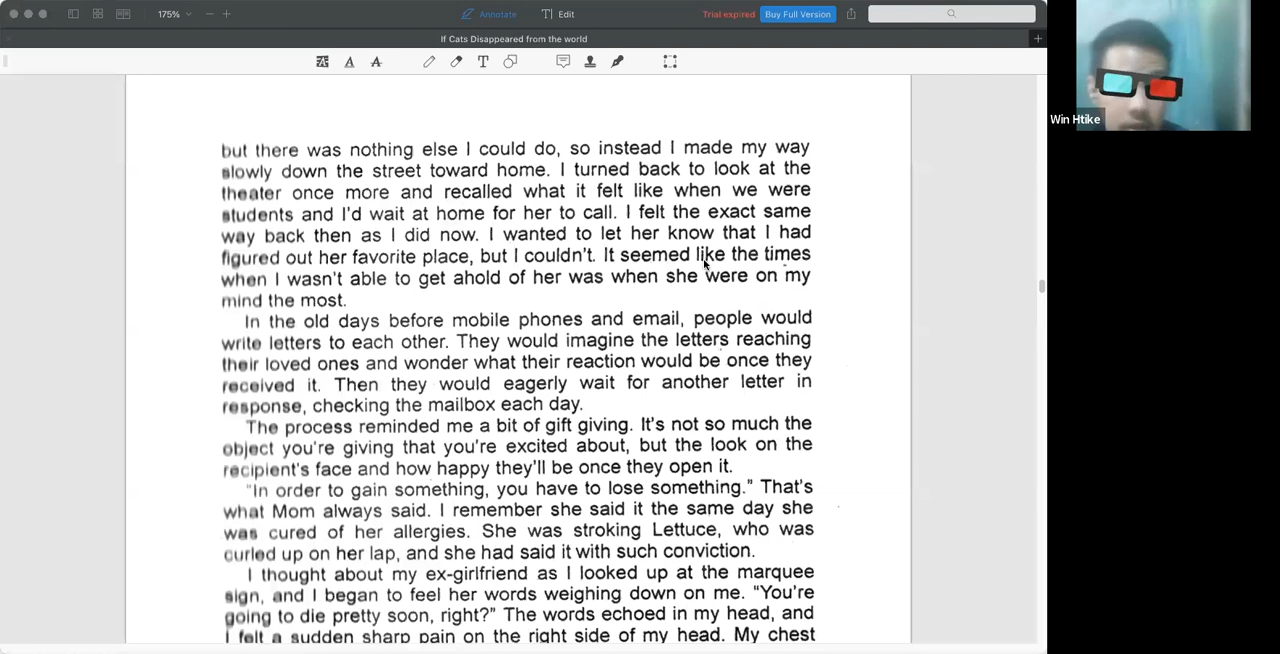 175%
Annotate
Edit
Trial expired
Buy Full Version
If Cats Disappeared from the world
Win Htike
but there was nothing else I could do, so instead I made my way
slowly down the street toward home. I turned back to look at the
theater once more and recalled what it felt like when we were
students and I'd wait at home for her to call. I felt the exact same
way back then as I did now. I wanted to let her know that I had
figured out her favorite place, but I couldn't. It seemed like the times
when I wasn't able to get ahold of her was when she were on my
mind the most.
In the old days before mobile phones and email, people would
write letters to each other. They would imagine the letters reaching
their loved ones and wonder what their reaction would be once they
received it. Then they would eagerly wait for another letter in
response, checking the mailbox each day.
The process reminded me a bit of gift giving. It's not so much the
object you're giving that you're excited about, but the look on the
recipient's face and how happy they'll be once they open it.
"In order to gain something, you have to lose something." That's
what Mom always said. I remember she said it the same day she
was cured of her allergies. She was stroking Lettuce, who was
curled up on her lap, and she had said it with such conviction.
I thought about my ex-girlfriend as I looked up at the marquee
sign, and I began to feel her words weighing down on me. "You're
going to die pretty soon, right?" The words echoed in my head, and
I felt a sudden sharp pain on the right side of my head. My chest